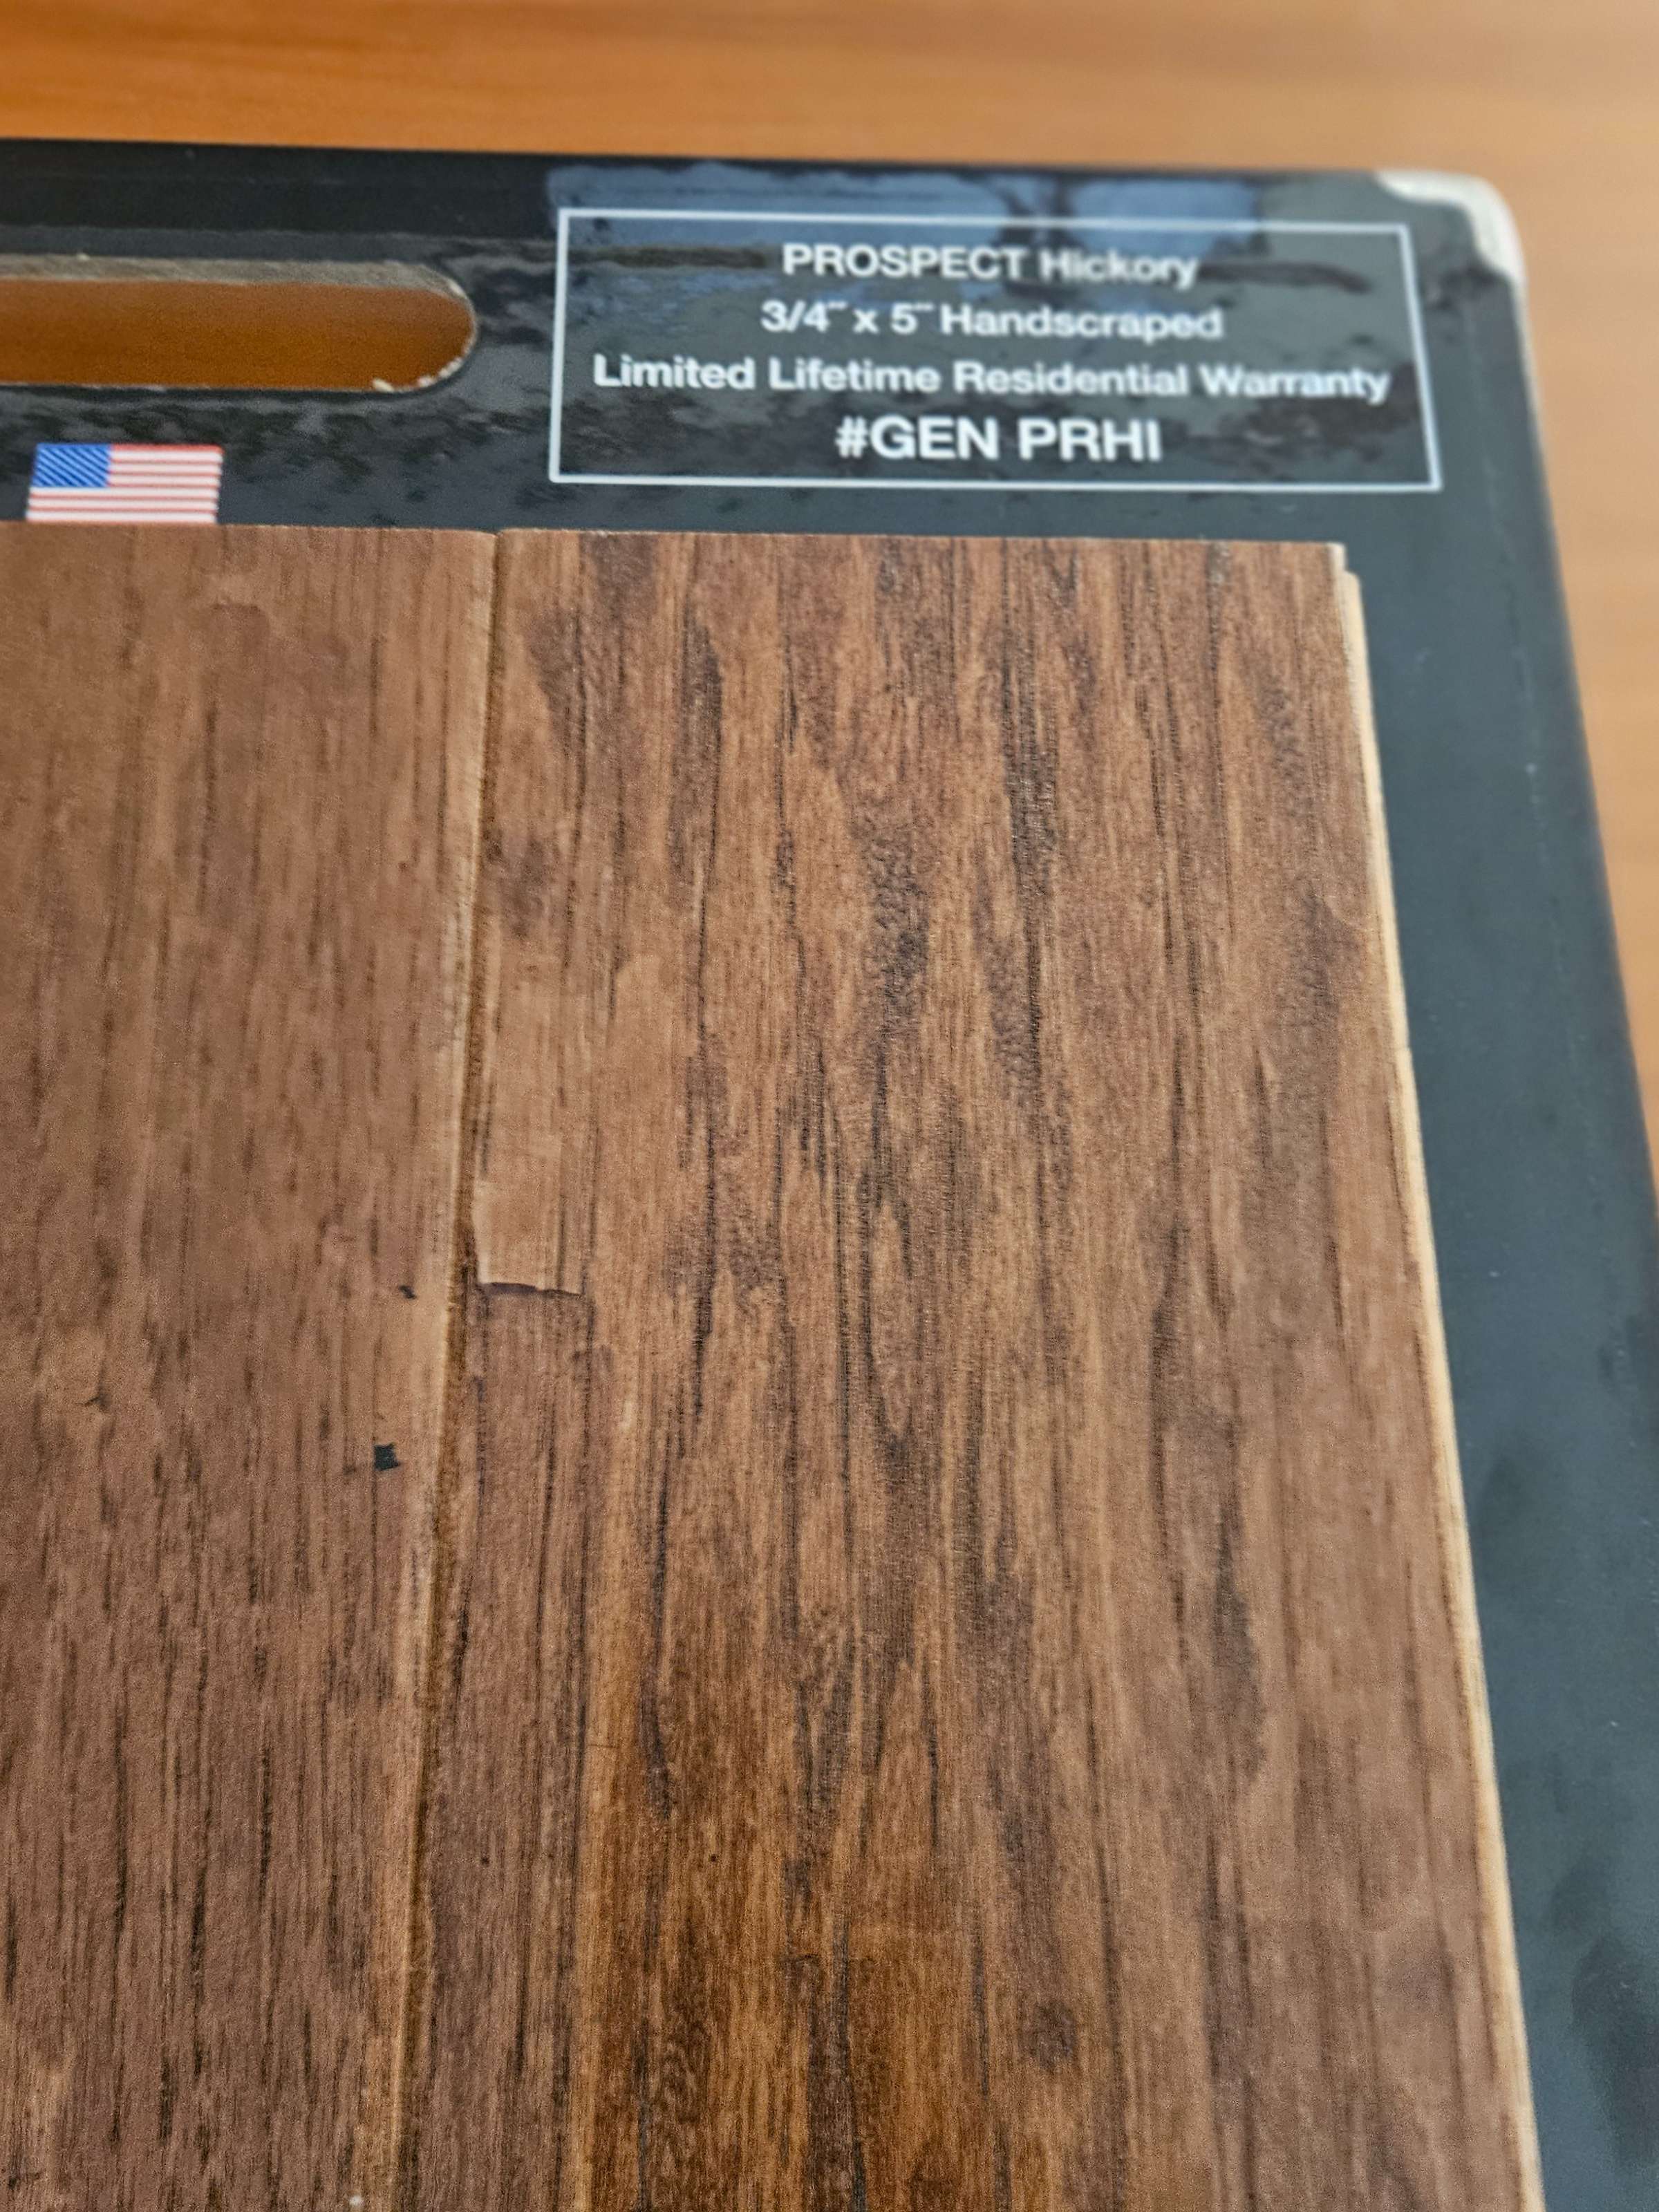 PROSPECT Hickory
3/4" x 5" Handscraped
Limited Lifetime Residential Warranty
#GEN PRHI